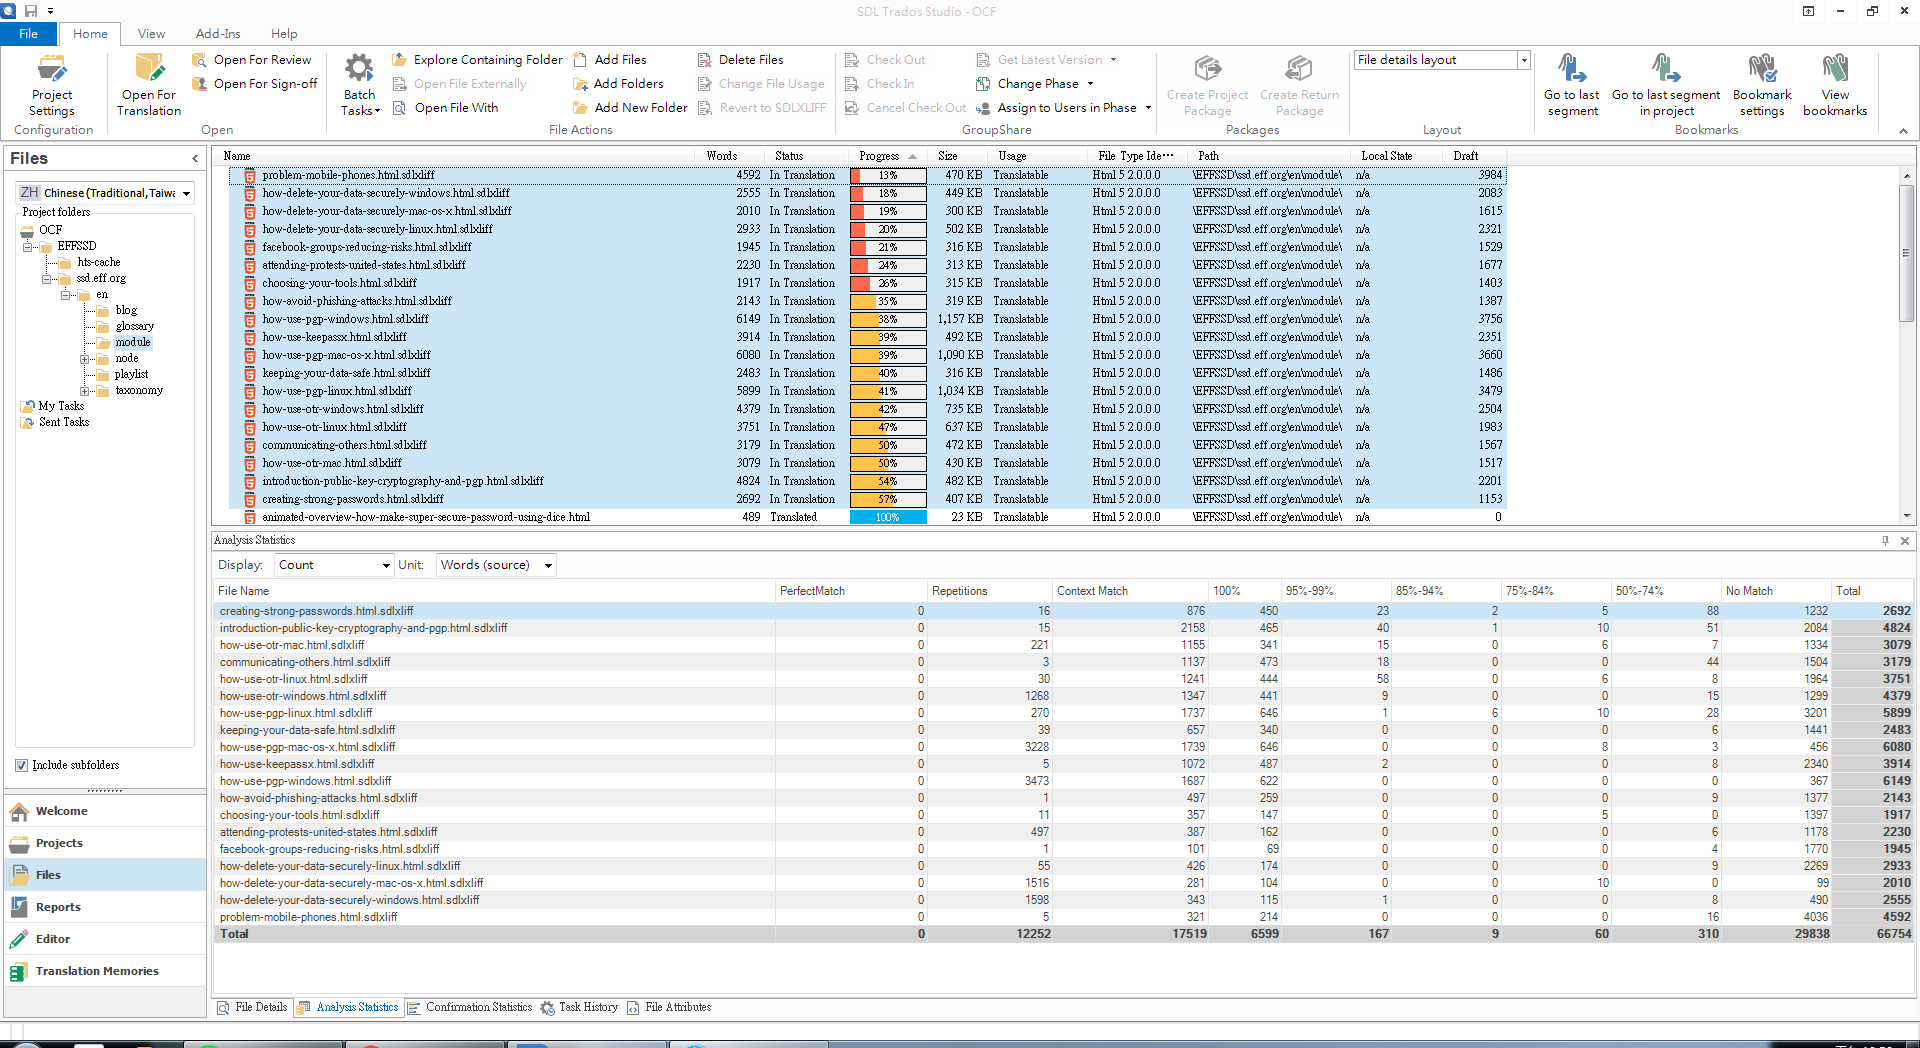 SDL Trados Studio - OCF
File Home View Add-Ins Help
Project Settings
Configuration
Open For Translation
Open For Review
Open For Sign-off
Open
Batch Tasks
Explore Containing Folder
Open File Externally
Open File With
Add Files
Add Folders
Add New Folder
Delete Files
Change File Usage
Revert to SDLXLIFF
File Actions
Check Out
Check In
Cancel Check Out
Get Latest Version
Change Phase
Assign to Users in Phase
GroupShare
Create Project Package
Create Return Package
Packages
File details layout
Layout
Go to last segment
Go to last segment in project
Bookmark settings
View bookmarks
Bookmarks
Files
ZH Chinese (Traditional,Taiwa
Project folders
OCF
EFFSSD
hts-cache
ssd.eff.org
en
blog
glossary
module
node
playlist
taxonomy
My Tasks
Sent Tasks
Include subfolders
Welcome
Projects
Files
Reports
Editor
Translation Memories
Name Words Status Progress Size Usage File Type Ide··· Path Local State Draft
problem-mobile-phones.html.sdlxliff 4592 In Translation 13% 470 KB Translatable Html 5 2.0.0.0 \EFFSSD\ssd.eff.org\en\module\ n/a 3984
how-delete-your-data-securely-windows.html.sdlxliff 2555 In Translation 18% 449 KB Translatable Html 5 2.0.0.0 \EFFSSD\ssd.eff.org\en\module\ n/a 2083
how-delete-your-data-securely-mac-os-x.html.sdlxliff 2010 In Translation 19% 300 KB Translatable Html 5 2.0.0.0 \EFFSSD\ssd.eff.org\en\module\ n/a 1615
how-delete-your-data-securely-linux.html.sdlxliff 2933 In Translation 20% 502 KB Translatable Html 5 2.0.0.0 \EFFSSD\ssd.eff.org\en\module\ n/a 2321
facebook-groups-reducing-risks.html.sdlxliff 1945 In Translation 21% 316 KB Translatable Html 5 2.0.0.0 \EFFSSD\ssd.eff.org\en\module\ n/a 1529
attending-protests-united-states.html.sdlxliff 2230 In Translation 24% 313 KB Translatable Html 5 2.0.0.0 \EFFSSD\ssd.eff.org\en\module\ n/a 1677
choosing-your-tools.html.sdlxliff 1917 In Translation 26% 315 KB Translatable Html 5 2.0.0.0 \EFFSSD\ssd.eff.org\en\module\ n/a 1403
how-avoid-phishing-attacks.html.sdlxliff 2143 In Translation 35% 319 KB Translatable Html 5 2.0.0.0 \EFFSSD\ssd.eff.org\en\module\ n/a 1387
how-use-pgp-windows.html.sdlxliff 6149 In Translation 38% 1,157 KB Translatable Html 5 2.0.0.0 \EFFSSD\ssd.eff.org\en\module\ n/a 3756
how-use-keepassx.html.sdlxliff 3914 In Translation 39% 492 KB Translatable Html 5 2.0.0.0 \EFFSSD\ssd.eff.org\en\module\ n/a 2351
how-use-pgp-mac-os-x.html.sdlxliff 6080 In Translation 39% 1,090 KB Translatable Html 5 2.0.0.0 \EFFSSD\ssd.eff.org\en\module\ n/a 3660
keeping-your-data-safe.html.sdlxliff 2483 In Translation 40% 316 KB Translatable Html 5 2.0.0.0 \EFFSSD\ssd.eff.org\en\module\ n/a 1486
how-use-pgp-linux.html.sdlxliff 5899 In Translation 41% 1,034 KB Translatable Html 5 2.0.0.0 \EFFSSD\ssd.eff.org\en\module\ n/a 3479
how-use-otr-windows.html.sdlxliff 4379 In Translation 42% 735 KB Translatable Html 5 2.0.0.0 \EFFSSD\ssd.eff.org\en\module\ n/a 2504
how-use-otr-linux.html.sdlxliff 3751 In Translation 47% 637 KB Translatable Html 5 2.0.0.0 \EFFSSD\ssd.eff.org\en\module\ n/a 1983
communicating-others.html.sdlxliff 3179 In Translation 50% 472 KB Translatable Html 5 2.0.0.0 \EFFSSD\ssd.eff.org\en\module\ n/a 1567
how-use-otr-mac.html.sdlxliff 3079 In Translation 50% 430 KB Translatable Html 5 2.0.0.0 \EFFSSD\ssd.eff.org\en\module\ n/a 1517
introduction-public-key-cryptography-and-pgp.html.sdlxliff 4824 In Translation 54% 482 KB Translatable Html 5 2.0.0.0 \EFFSSD\ssd.eff.org\en\module\ n/a 2201
creating-strong-passwords.html.sdlxliff 2692 In Translation 57% 407 KB Translatable Html 5 2.0.0.0 \EFFSSD\ssd.eff.org\en\module\ n/a 1153
animated-overview-how-make-super-secure-password-using-dice.html 489 Translated 100% 23 KB Translatable Html 5 2.0.0.0 \EFFSSD\ssd.eff.org\en\module\ n/a 0
Analysis Statistics
Display: Count Unit: Words (source)
File Name PerfectMatch Repetitions Context Match 100% 95%-99% 85%-94% 75%-84% 50%-74% No Match Total
creating-strong-passwords.html.sdlxliff 0 16 876 450 23 2 5 88 1232 2692
introduction-public-key-cryptography-and-pgp.html.sdlxliff 0 15 2158 465 40 1 10 51 2084 4824
how-use-otr-mac.html.sdlxliff 0 221 1155 341 15 0 6 7 1334 3079
communicating-others.html.sdlxliff 0 3 1137 473 18 0 0 44 1504 3179
how-use-otr-linux.html.sdlxliff 0 30 1241 444 58 0 6 8 1964 3751
how-use-otr-windows.html.sdlxliff 0 1268 1347 441 9 0 0 15 1299 4379
how-use-pgp-linux.html.sdlxliff 0 270 1737 646 1 6 10 28 3201 5899
keeping-your-data-safe.html.sdlxliff 0 39 657 340 0 0 0 6 1441 2483
how-use-pgp-mac-os-x.html.sdlxliff 0 3228 1739 646 0 0 8 3 456 6080
how-use-keepassx.html.sdlxliff 0 5 1072 487 2 0 0 8 2340 3914
how-use-pgp-windows.html.sdlxliff 0 3473 1687 622 0 0 0 0 367 6149
how-avoid-phishing-attacks.html.sdlxliff 0 1 497 259 0 0 0 9 1377 2143
choosing-your-tools.html.sdlxliff 0 11 357 147 0 0 5 0 1397 1917
attending-protests-united-states.html.sdlxliff 0 497 387 162 0 0 0 6 1178 2230
facebook-groups-reducing-risks.html.sdlxliff 0 1 101 69 0 0 0 4 1770 1945
how-delete-your-data-securely-linux.html.sdlxliff 0 55 426 174 0 0 0 9 2269 2933
how-delete-your-data-securely-mac-os-x.html.sdlxliff 0 1516 281 104 0 0 10 0 99 2010
how-delete-your-data-securely-windows.html.sdlxliff 0 1598 343 115 1 0 0 8 490 2555
problem-mobile-phones.html.sdlxliff 0 5 321 214 0 0 0 16 4036 4592
Total 0 12252 17519 6599 167 9 60 310 29838 66754
File Details Analysis Statistics Confirmation Statistics Task History File Attributes